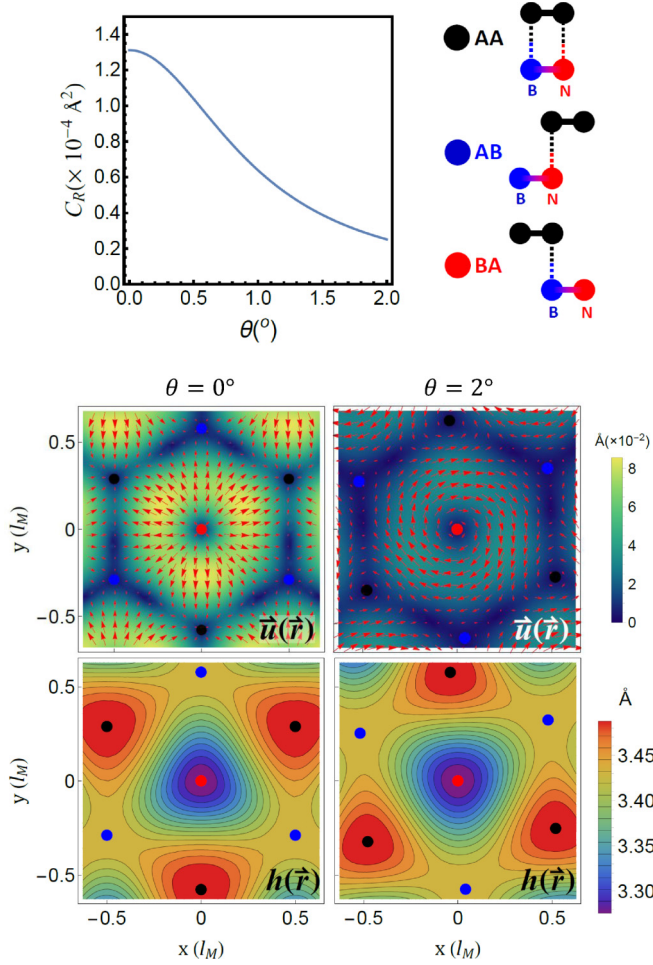 C_R(× 10⁻⁴ Å²)
1.4
1.2
1.0
0.8
0.6
0.4
0.2
0.0
0.0 0.5 1.0 1.5 2.0
θ(°)
AA
B N
AB
B N
BA
B N
θ = 0° θ = 2°
y (l_M)
0.5
0
−0.5
u⃗(r⃗) u⃗(r⃗)
Å(×10⁻²)
8
6
4
2
0
y (l_M)
0.5
0
−0.5
h(r⃗) h(r⃗)
Å
3.45
3.40
3.35
3.30
−0.5 0 0.5 −0.5 0 0.5
x (l_M) x (l_M)